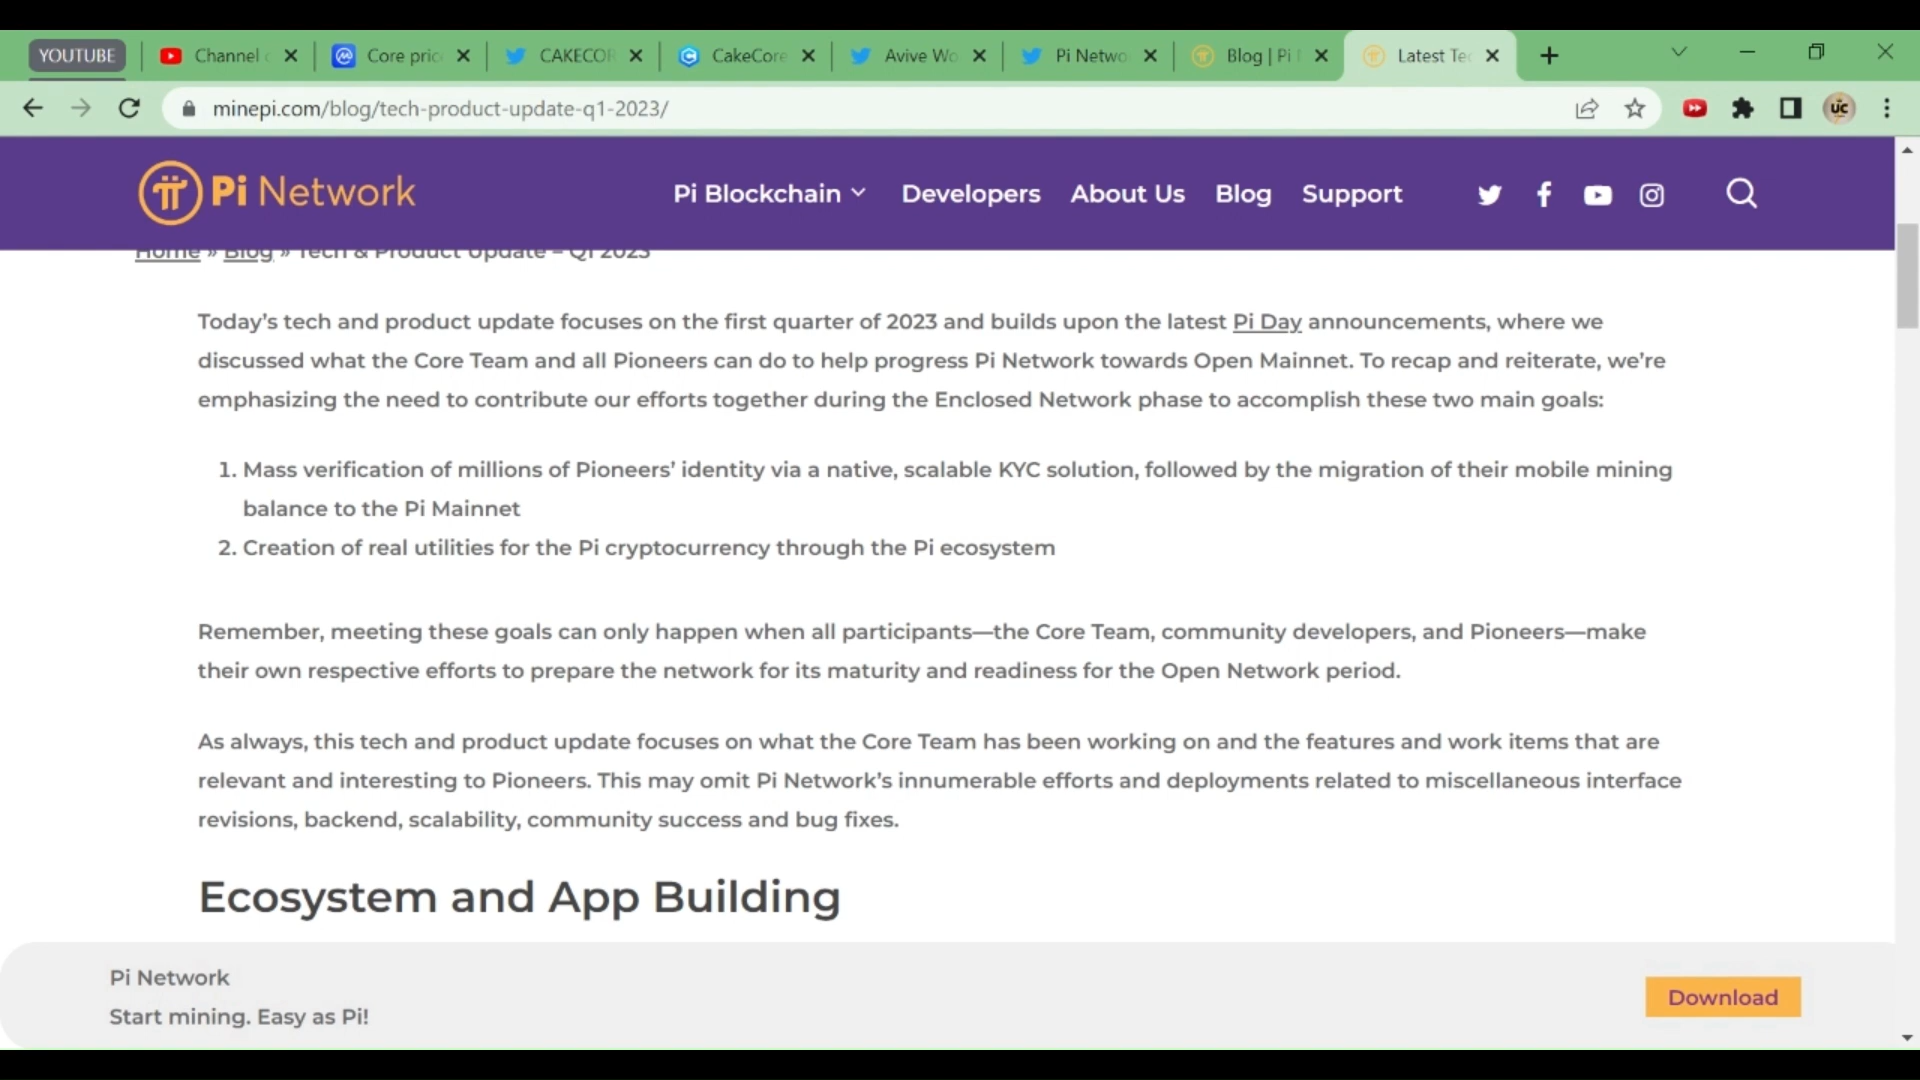 YOUTUBE
Channel
Core pric
CAKECOR
CakeCore
Avive Wo
Pi Netwo
Blog | Pi
Latest Tec
minepi.com/blog/tech-product-update-q1-2023/
UC
Pi Network
Pi Blockchain
Developers
About Us
Blog
Support
Home » Blog » Tech & Product Update – Q1 2023
Today's tech and product update focuses on the first quarter of 2023 and builds upon the latest Pi Day announcements, where we
discussed what the Core Team and all Pioneers can do to help progress Pi Network towards Open Mainnet. To recap and reiterate, we're
emphasizing the need to contribute our efforts together during the Enclosed Network phase to accomplish these two main goals:
1. Mass verification of millions of Pioneers' identity via a native, scalable KYC solution, followed by the migration of their mobile mining
balance to the Pi Mainnet
2. Creation of real utilities for the Pi cryptocurrency through the Pi ecosystem
Remember, meeting these goals can only happen when all participants—the Core Team, community developers, and Pioneers—make
their own respective efforts to prepare the network for its maturity and readiness for the Open Network period.
As always, this tech and product update focuses on what the Core Team has been working on and the features and work items that are
relevant and interesting to Pioneers. This may omit Pi Network's innumerable efforts and deployments related to miscellaneous interface
revisions, backend, scalability, community success and bug fixes.
Ecosystem and App Building
Pi Network
Start mining. Easy as Pi!
Download